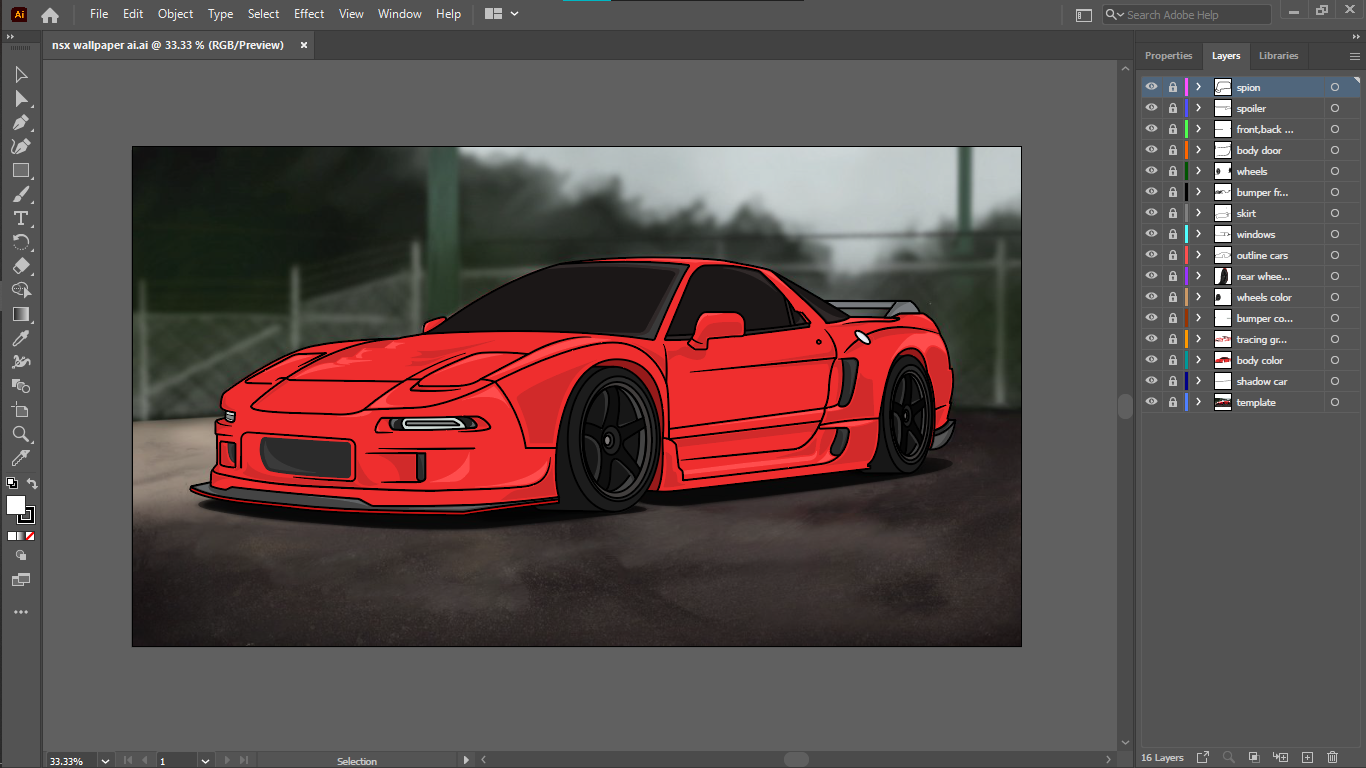 Ai File Edit Object Type Select Effect View Window Help Search Adobe Help
nsx wallpaper ai.ai @ 33.33 % (RGB/Preview) ×
Properties Layers Libraries
spion
spoiler
front,back ...
body door
wheels
bumper fr...
skirt
windows
outline cars
rear whee...
wheels color
bumper co...
tracing gr...
body color
shadow car
template
16 Layers
33.33% 1 Selection